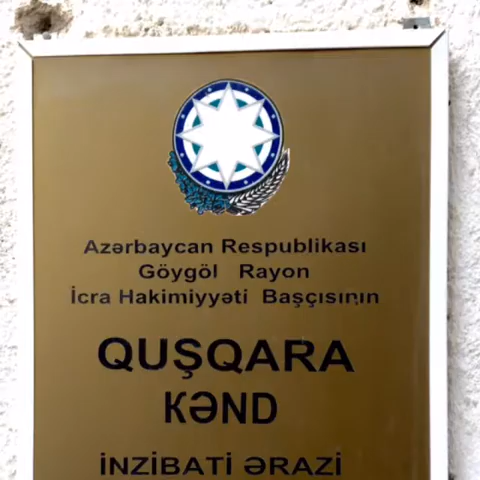 Azərbaycan Respublikası
Göygöl Rayon
İcra Hakimiyyəti Başçısının
QUŞQARA
KƏND
İNZİBATİ ƏRAZİ